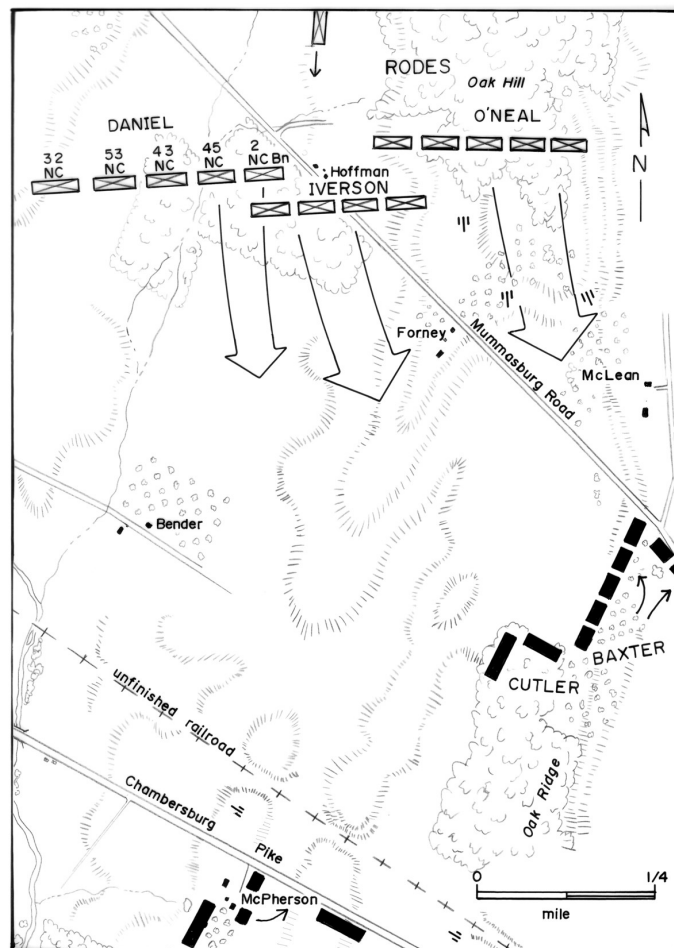 RODES
Oak Hill
O'NEAL
DANIEL
32
NC
53
NC
43
NC
45
NC
2
NC Bn
Hoffman
IVERSON
N
Forney
Mummasburg Road
McLean
Bender
BAXTER
CUTLER
unfinished railroad
Chambersburg Pike
Oak Ridge
McPherson
0
1/4
mile